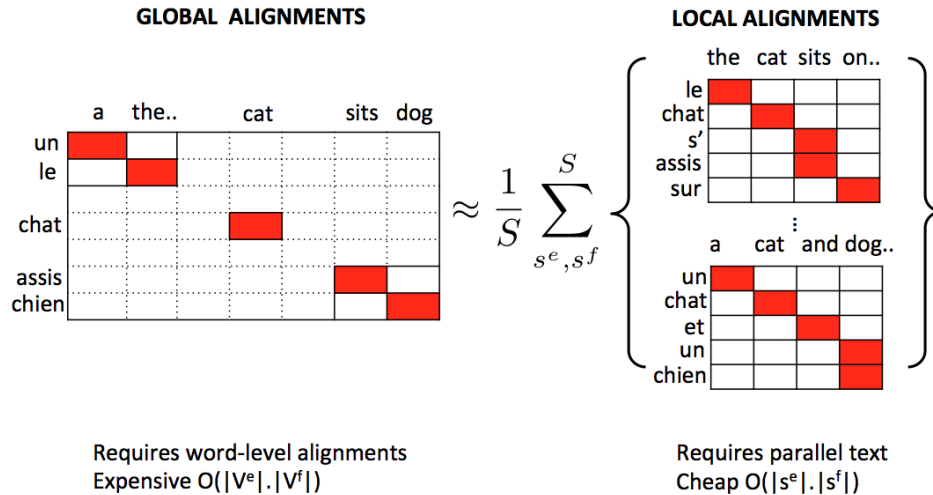 GLOBAL ALIGNMENTS
a the.. cat sits dog
un
le
chat
assis
chien
≈ 1/S ∑ S s^e, s^f
LOCAL ALIGNMENTS
the cat sits on..
le
chat
s'
assis
sur
⋮
a cat and dog..
un
chat
et
un
chien
Requires word-level alignments
Expensive O(|V^e|.|V^f|)
Requires parallel text
Cheap O(|s^e|.|s^f|)